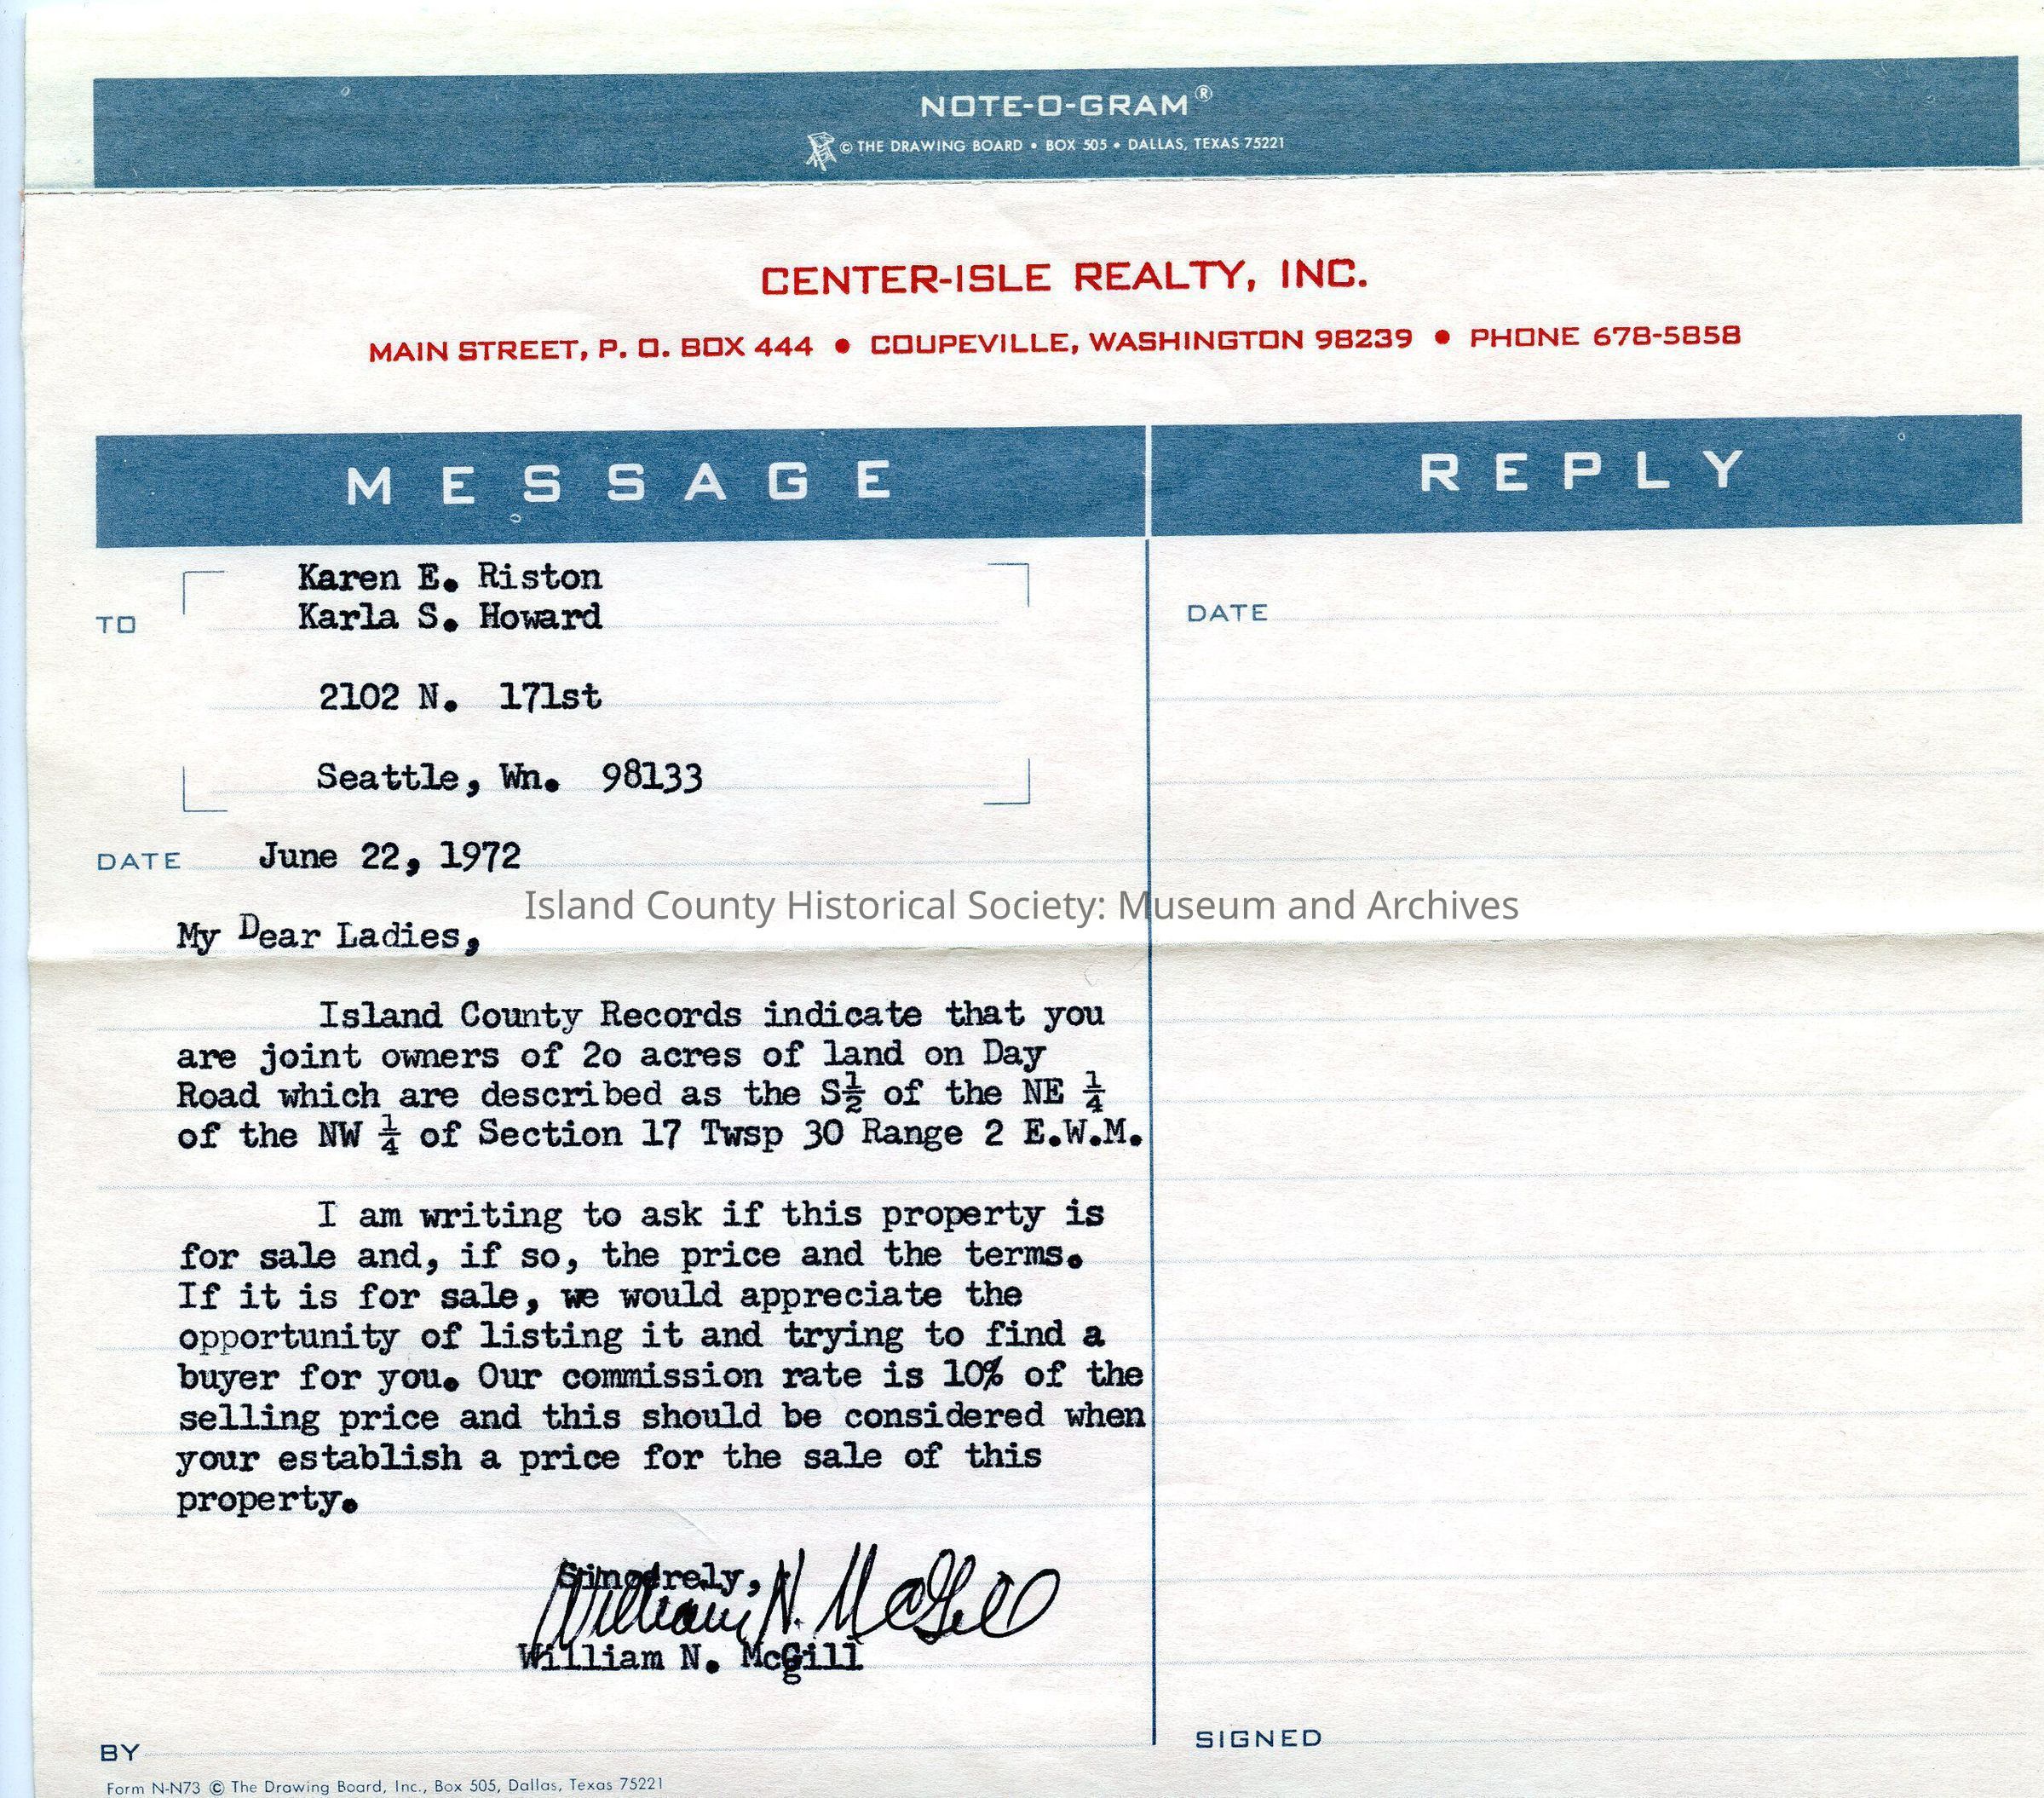 NOTE-O-GRAM®
© THE DRAWING BOARD • BOX 505 • DALLAS, TEXAS 75221
CENTER-ISLE REALTY, INC.
MAIN STREET, P. O. BOX 444 • COUPEVILLE, WASHINGTON 98239 • PHONE 678-5858
MESSAGE
REPLY
TO
Karen E. Riston
Karla S. Howard
2102 N. 171st
Seattle, Wn. 98133
DATE June 22, 1972
My Dear Ladies,
Island County Records indicate that you
are joint owners of 2o acres of land on Day
Road which are described as the S½ of the NE ¼
of the NW ¼ of Section 17 Twsp 30 Range 2 E.W.M.
I am writing to ask if this property is
for sale and, if so, the price and the terms.
If it is for sale, we would appreciate the
opportunity of listing it and trying to find a
buyer for you. Our commission rate is 10% of the
selling price and this should be considered when
your establish a price for the sale of this
property.
Sincerely,
William N. McGill
William N. McGill
BY
Form N-N73 © The Drawing Board, Inc., Box 505, Dallas, Texas 75221
DATE
SIGNED
Island County Historical Society: Museum and Archives